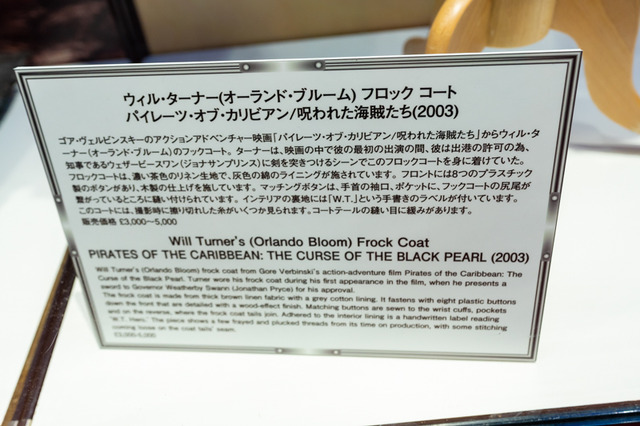 ウィル・ターナー(オーランド・ブルーム) フロック コート
パイレーツ・オブ・カリビアン/呪われた海賊たち(2003)
ゴア・ヴェルビンスキーのアクションアドベンチャー映画「パイレーツ・オブ・カリビアン/呪われた海賊たち」からウィル・タ
ーナー(オーランド・ブルーム)のフックコート。ターナーは、映画の中で彼の最初の出演の間、彼は出港の許可の為、
知事であるウェザービースワン(ジョナサンプリンス)に剣を突きつけるシーンでこのフロックコートを身に着けていた。
フロックコートは、濃い茶色のリネン生地で、灰色の綿のライニングが施されています。フロントには8つのプラスチック
製のボタンがあり、木製の仕上げを施しています。マッチングボタンは、手首の袖口、ポケットに、フックコートの尻尾が
繋がっているところに縫い付けられています。インテリアの裏地には「W.T.」という手書きのラベルが付いています。
このコートには、撮影時に擦り切れた糸がいくつか見られます。コートテールの縫い目に緩みがあります。
販売価格 £3,000～5,000
Will Turner's (Orlando Bloom) Frock Coat
PIRATES OF THE CARIBBEAN: THE CURSE OF THE BLACK PEARL (2003)
Will Turner's (Orlando Bloom) frock coat from Gore Verbinski's action-adventure film Pirates of the Caribbean: The
Curse of the Black Pearl. Turner wore his frock coat during his first appearance in the film, when he presents a
sword to Governor Weatherby Swann (Jonathan Pryce) for his approval.
The frock coat is made from thick brown linen fabric with a grey cotton lining. It fastens with eight plastic buttons
down the front that are detailed with a wood-effect finish. Matching buttons are sewn to the wrist cuffs, pockets
and on the reverse, where the frock coat tails join. Adhered to the interior lining is a handwritten label reading
'W.T. Hero.' The piece shows a few frayed and plucked threads from its time on production, with some stitching
coming loose on the coat tails' seam.
£3,000-5,000